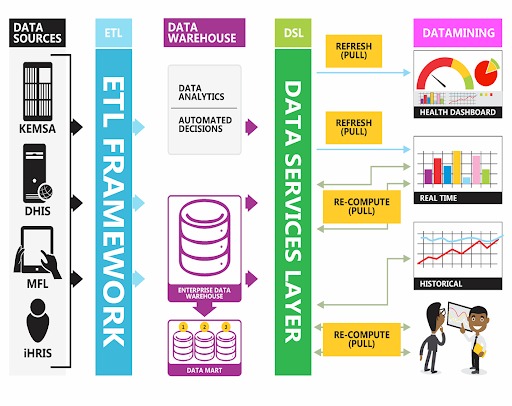 DATA
SOURCES
ETL
DATA
WAREHOUSE
DSL
DATAMINING
KEMSA
DHIS
MFL
iHRIS
ETL FRAMEWORK
DATA
ANALYTICS
AUTOMATED
DECISIONS
ENTERPRISE DATA
WAREHOUSE
1 2 3
DATA MART
DATA SERVICES LAYER
REFRESH
(PULL)
REFRESH
(PULL)
RE-COMPUTE
(PULL)
RE-COMPUTE
(PULL)
HEALTH DASHBOARD
REAL TIME
HISTORICAL